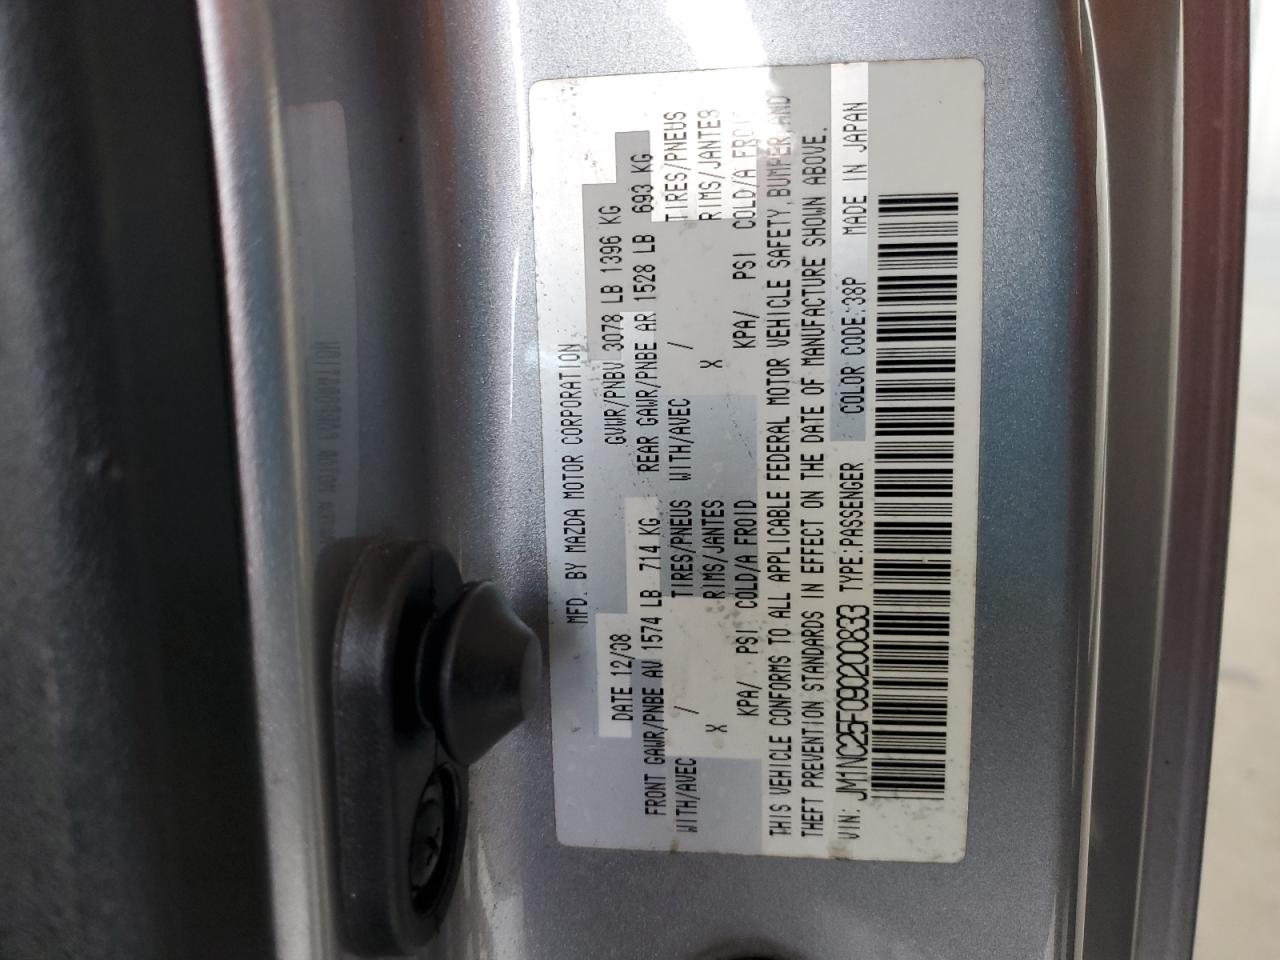 MFD. BY MAZDA MOTOR CORPORATION
DATE 12/08 GVWR/PNBV 3078 LB 1396 KG
FRONT GAWR/PNBE AV 1574 LB 714 KG REAR GAWR/PNBE AR 1528 LB 693 KG
WITH/AVEC / TIRES/PNEUS WITH/AVEC / TIRES/PNEUS
X RIMS/JANTES X RIMS/JANTES
KPA/ PSI COLD/A FROID KPA/ PSI COLD/A FROID
THIS VEHICLE CONFORMS TO ALL APPLICABLE FEDERAL MOTOR VEHICLE SAFETY, BUMPER, AND
THEFT PREVENTION STANDARDS IN EFFECT ON THE DATE OF MANUFACTURE SHOWN ABOVE.
VIN: JM1NC25F090200833 TYPE:PASSENGER COLOR CODE:38P MADE IN JAPAN